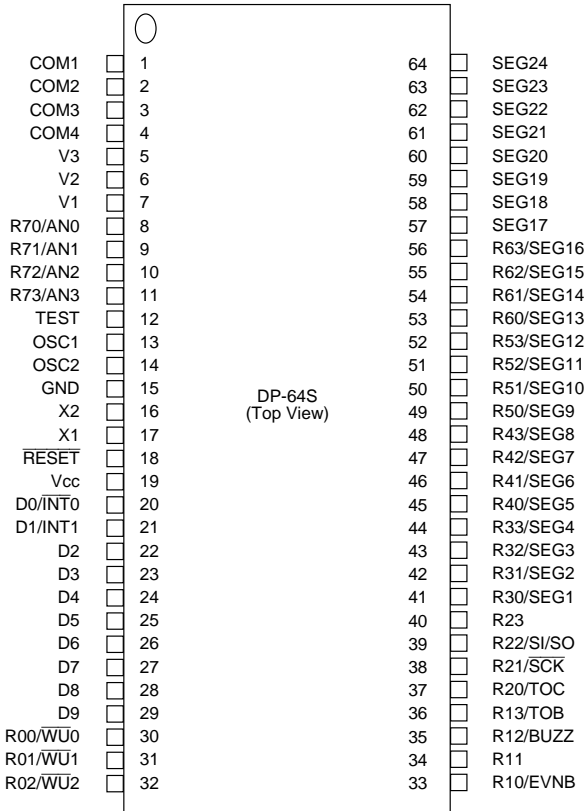 COM1 1 64 SEG24
COM2 2 63 SEG23
COM3 3 62 SEG22
COM4 4 61 SEG21
V3 5 60 SEG20
V2 6 59 SEG19
V1 7 58 SEG18
R70/AN0 8 57 SEG17
R71/AN1 9 56 R63/SEG16
R72/AN2 10 55 R62/SEG15
R73/AN3 11 54 R61/SEG14
TEST 12 53 R60/SEG13
OSC1 13 52 R53/SEG12
OSC2 14 51 R52/SEG11
GND 15 DP-64S 50 R51/SEG10
X2 16 (Top View) 49 R50/SEG9
X1 17 48 R43/SEG8
R̅E̅S̅E̅T̅ 18 47 R42/SEG7
Vcc 19 46 R41/SEG6
D0/I̅N̅T̅0 20 45 R40/SEG5
D1/INT1 21 44 R33/SEG4
D2 22 43 R32/SEG3
D3 23 42 R31/SEG2
D4 24 41 R30/SEG1
D5 25 40 R23
D6 26 39 R22/SI/SO
D7 27 38 R21/S̅C̅K̅
D8 28 37 R20/TOC
D9 29 36 R13/TOB
R00/W̅U̅0 30 35 R12/BUZZ
R01/W̅U̅1 31 34 R11
R02/W̅U̅2 32 33 R10/EVNB